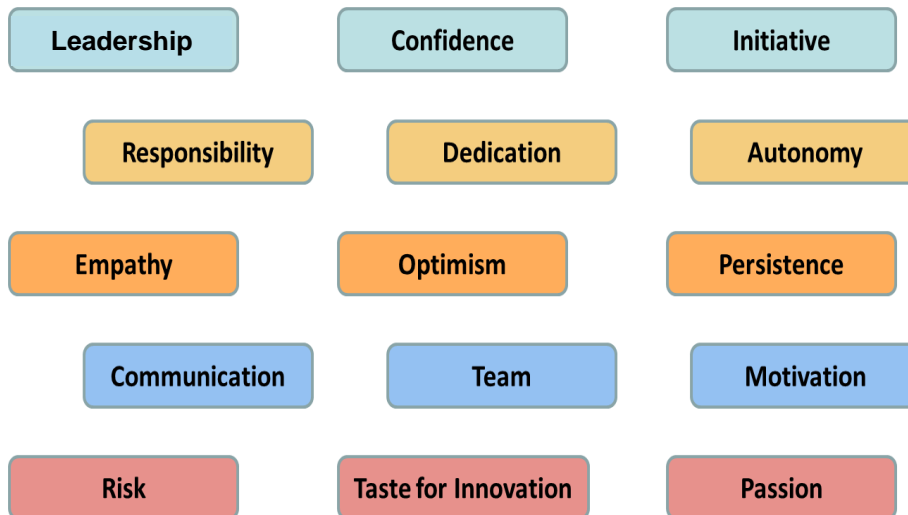 Leadership
Confidence
Initiative
Responsibility
Dedication
Autonomy
Empathy
Optimism
Persistence
Communication
Team
Motivation
Risk
Taste for Innovation
Passion